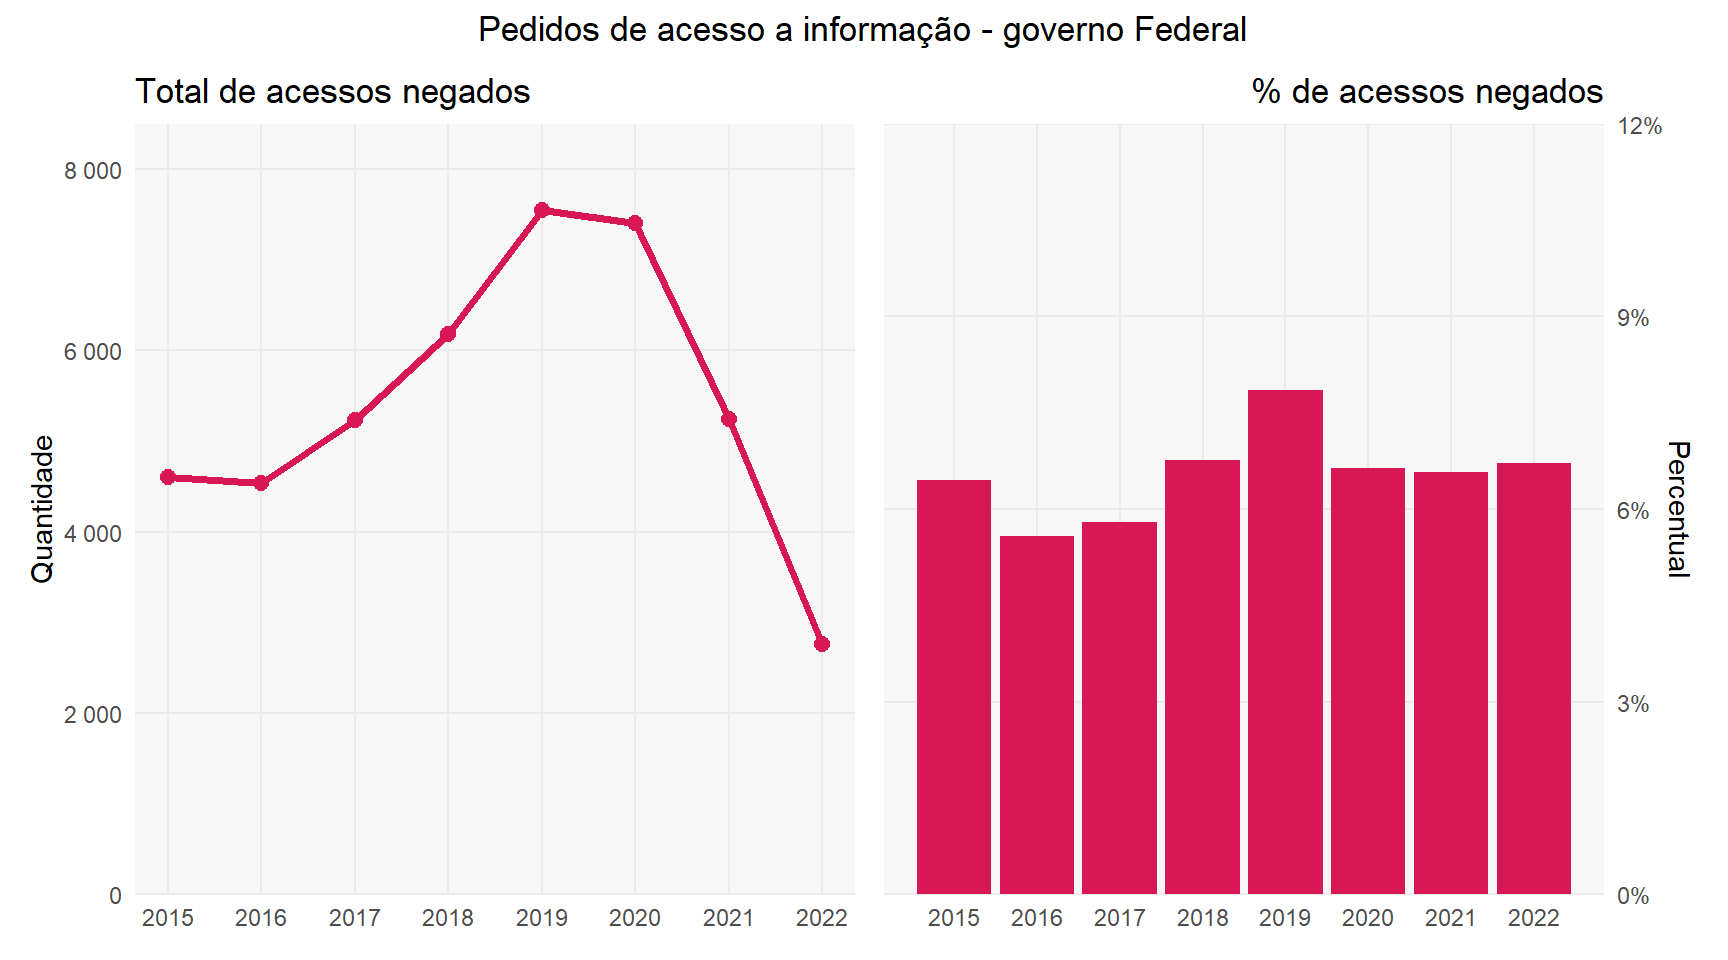 Pedidos de acesso a informação - governo Federal
Total de acessos negados
% de acessos negados
Quantidade
8 000
6 000
4 000
2 000
0
2015 2016 2017 2018 2019 2020 2021 2022
12%
9%
6%
3%
0%
Percentual
2015 2016 2017 2018 2019 2020 2021 2022